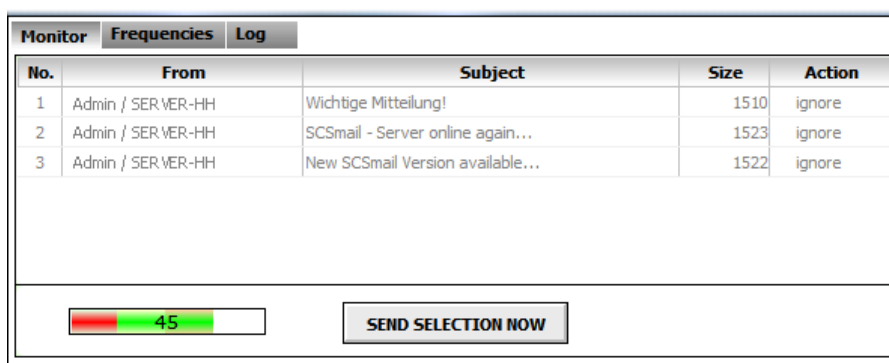 Monitor Frequencies Log
No. From Subject Size Action
1 Admin / SERVER-HH Wichtige Mitteilung! 1510 ignore
2 Admin / SERVER-HH SCSmail - Server online again... 1523 ignore
3 Admin / SERVER-HH New SCSmail Version available... 1522 ignore
45 SEND SELECTION NOW